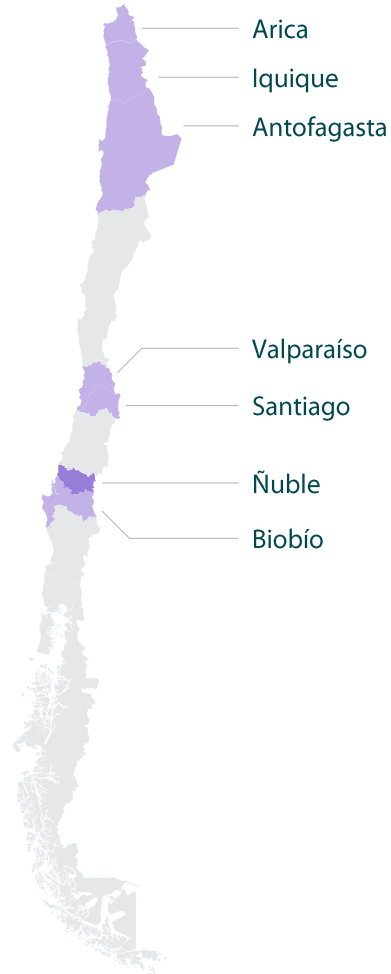 Arica
Iquique
Antofagasta
Valparaíso
Santiago
Ñuble
Biobío